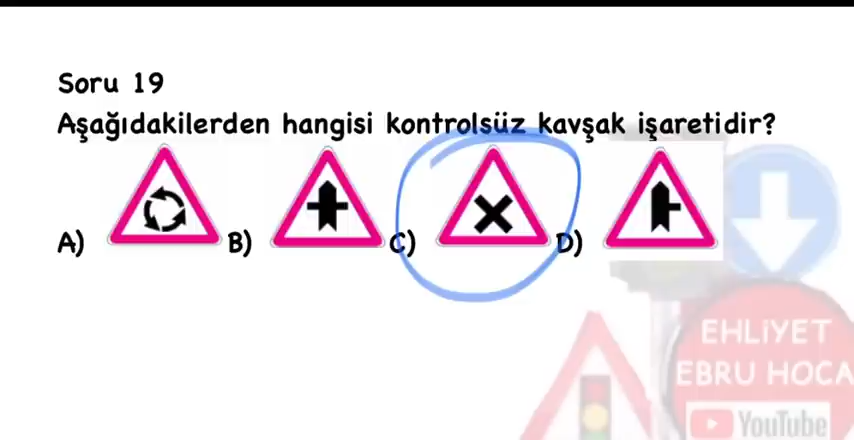 Soru 19
Aşağıdakilerden hangisi kontrolsüz kavşak işaretidir?
A) B) C) D)
EHLİYET
EBRU HOCA
YouTube